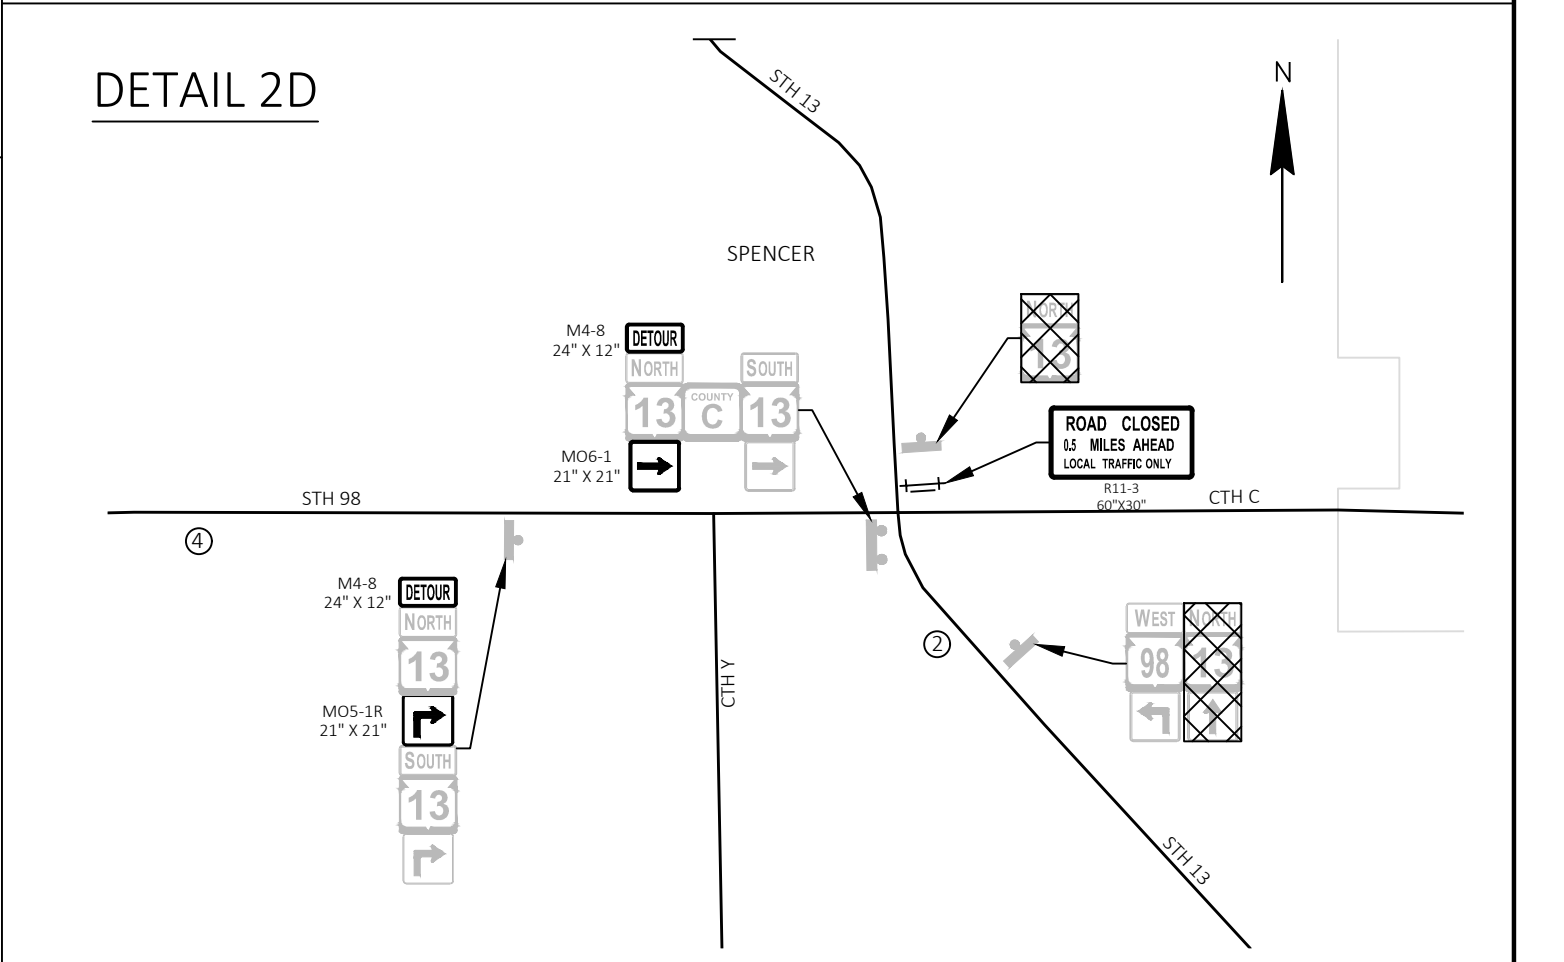 DETAIL 2D
STH 13
N
SPENCER
NORTH
13
M4-8
24" X 12"
DETOUR
NORTH
SOUTH
13
COUNTY
C
13
MO6-1
21" X 21"
ROAD CLOSED
0.5 MILES AHEAD
LOCAL TRAFFIC ONLY
R11-3
60"X30"
STH 98
CTH C
4
M4-8
24" X 12"
DETOUR
NORTH
13
MO5-1R
21" X 21"
SOUTH
13
CTH Y
2
WEST
NORTH
98
13
STH 13